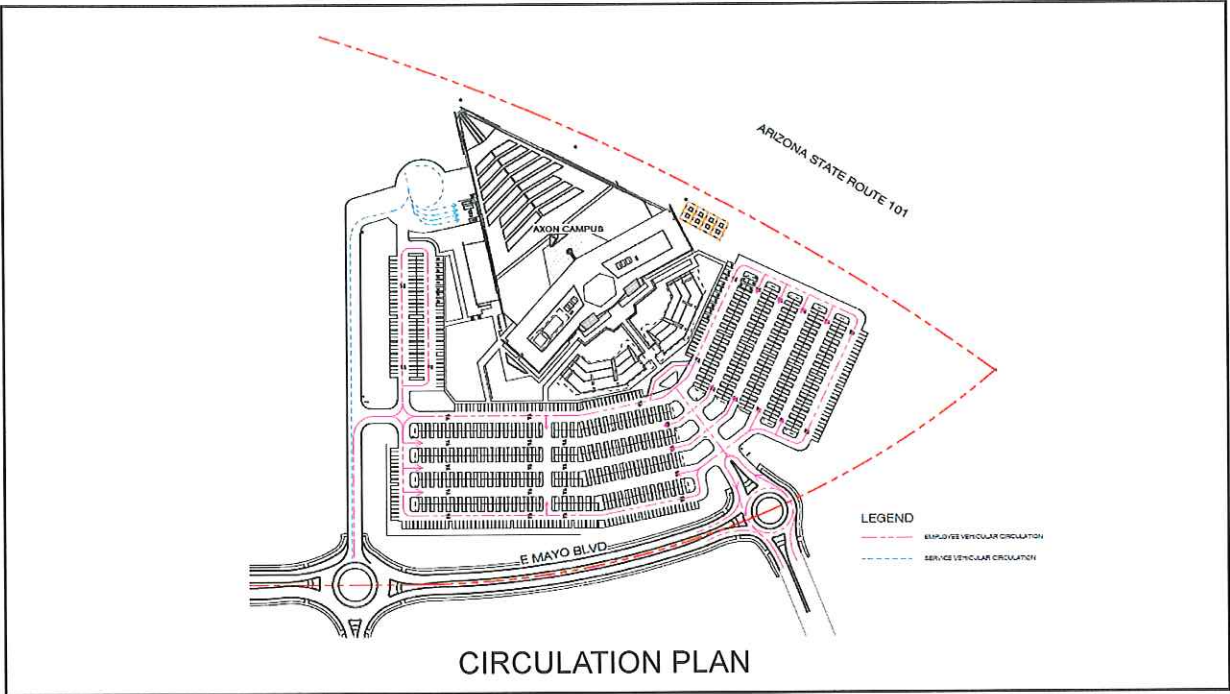 ARIZONA STATE ROUTE 101
AXON CAMPUS
LEGEND
EMPLOYEE VEHICULAR CIRCULATION
SERVICE VEHICULAR CIRCULATION
E MAYO BLVD
CIRCULATION PLAN